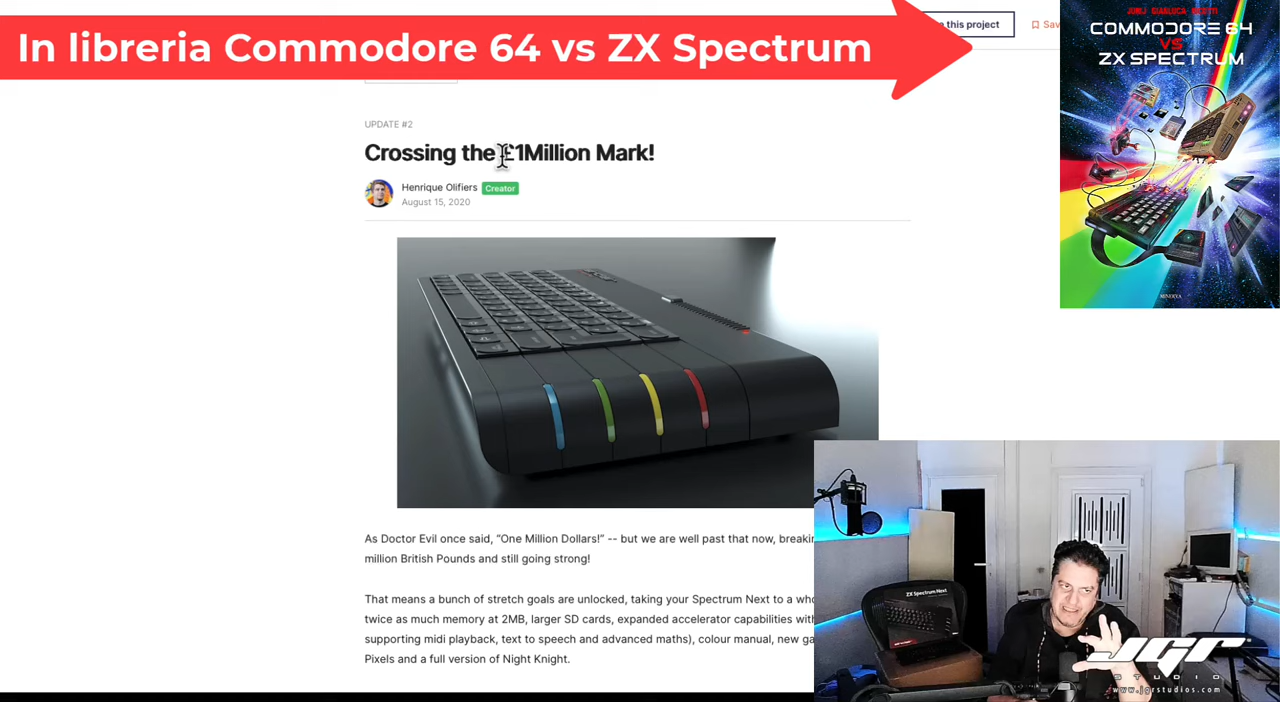 In libreria Commodore 64 vs ZX Spectrum
this project
COMMODORE 64
VS
ZX SPECTRUM
MINERVA
UPDATE #2
Crossing the £1Million Mark!
Henrique Olifiers Creator
August 15, 2020
As Doctor Evil once said, “One Million Dollars!” -- but we are well past that now,
million British Pounds and still going strong!
That means a bunch of stretch goals are unlocked, taking your Spectrum Next to a
twice as much memory at 2MB, larger SD cards, expanded accelerator capabilities
supporting midi playback, text to speech and advanced maths), colour manual, new
Pixels and a full version of Night Knight.
ZX Spectrum Next
JGR
STUDIO
www.jgrstudios.com